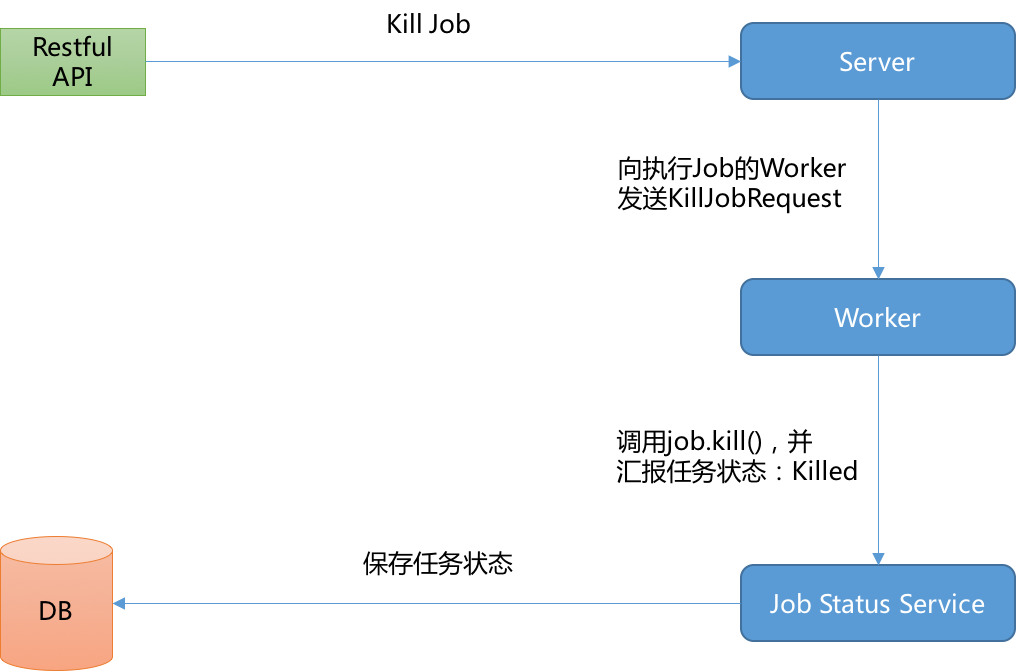 Kill Job
Restful
API
Server
向执行Job的Worker
发送KillJobRequest
Worker
调用job.kill()，并
汇报任务状态：Killed
保存任务状态
DB
Job Status Service